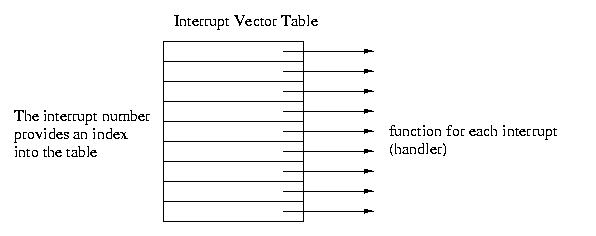 Interrupt Vector Table
The interrupt number
provides an index
into the table
function for each interrupt
(handler)